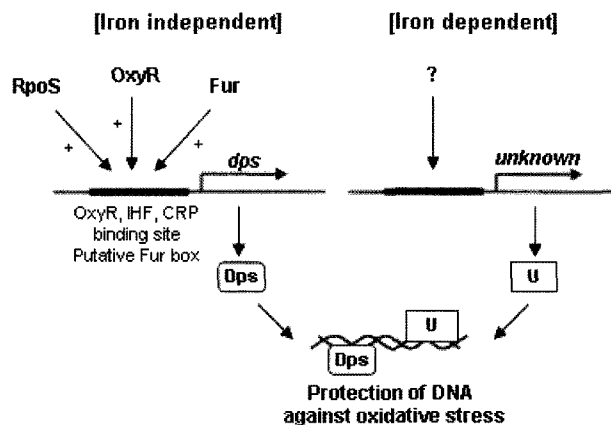 [Iron independent]
[Iron dependent]
RpoS
OxyR
Fur
?
+
+
+
dps
unknown
OxyR, IHF, CRP
binding site
Putative Fur box
Dps
U
U
Dps
Protection of DNA
against oxidative stress